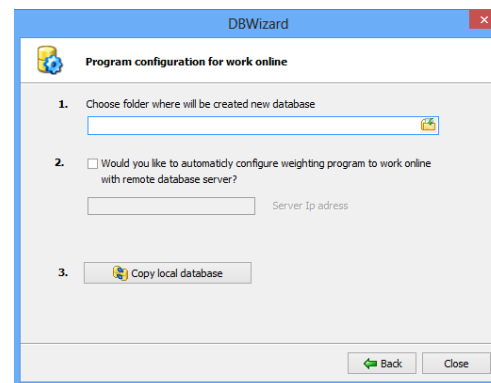 DBWizard
Program configuration for work online
1. Choose folder where will be created new database
2. Would you like to automaticly configure weighting program to work online
with remote database server?
Server Ip adress
3. Copy local database
Back Close